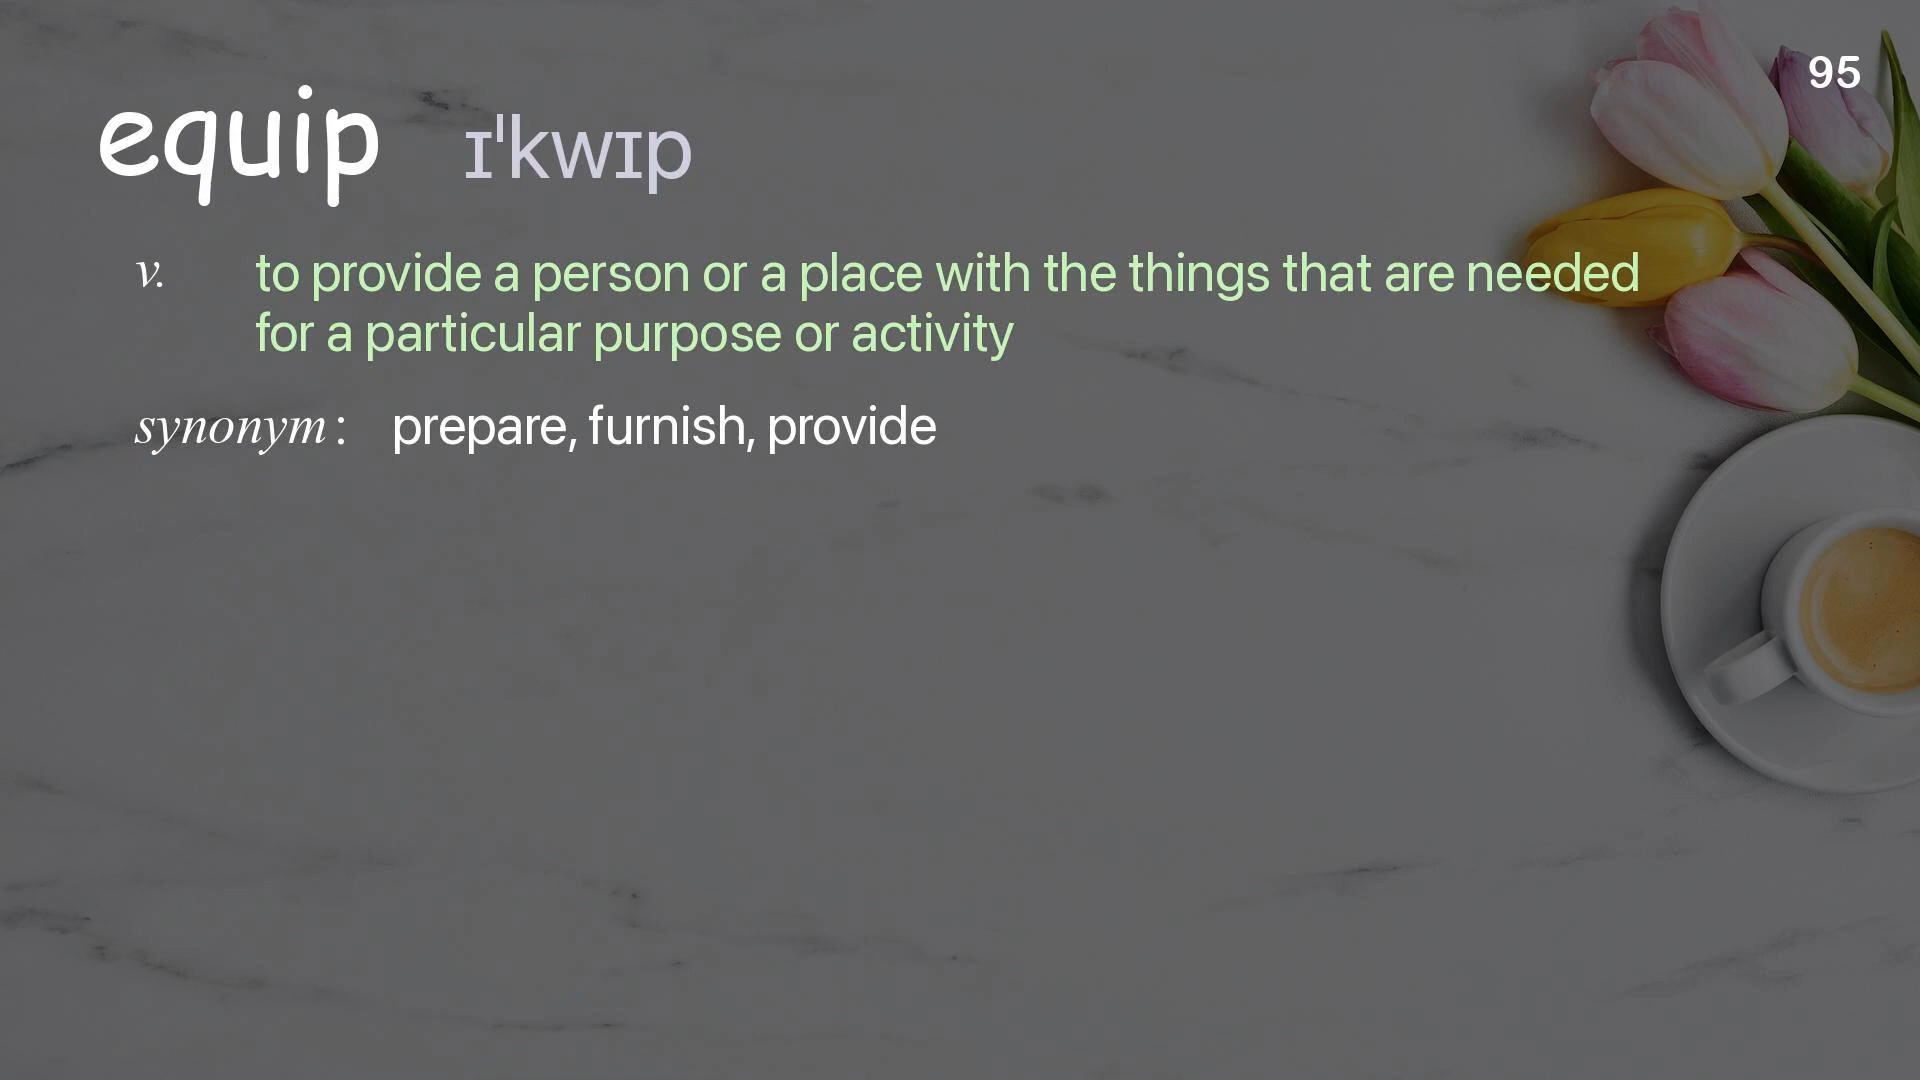 95
equip ɪˈkwɪp
v. to provide a person or a place with the things that are needed
for a particular purpose or activity
synonym: prepare, furnish, provide